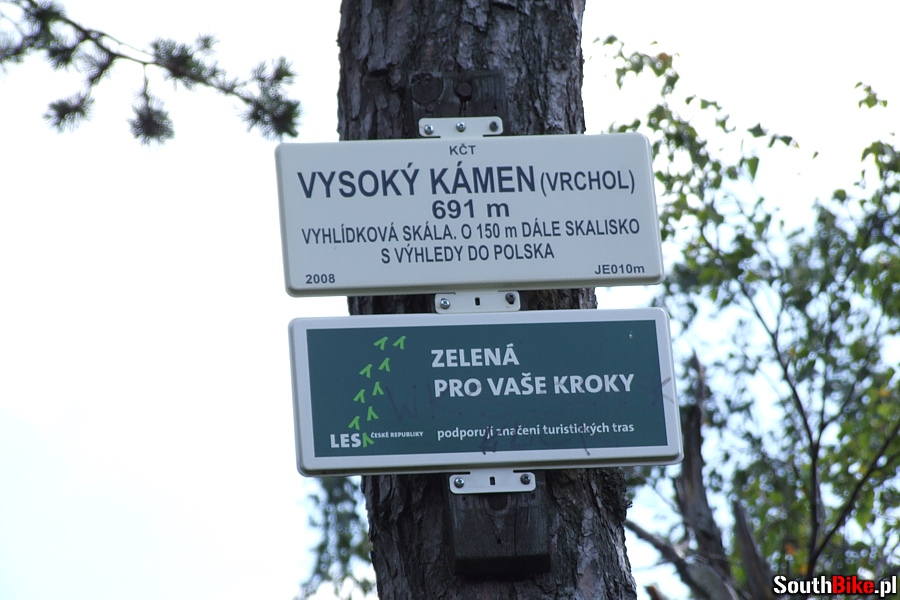 KČT
VYSOKÝ KÁMEN (VRCHOL)
691 m
VYHLÍDKOVÁ SKÁLA. O 150 m DÁLE SKALISKO
S VÝHLEDY DO POLSKA
2008 JE010m
ZELENÁ
PRO VAŠE KROKY
LESY ČESKÉ REPUBLIKY podporují značení turistických tras
SouthBike.pl